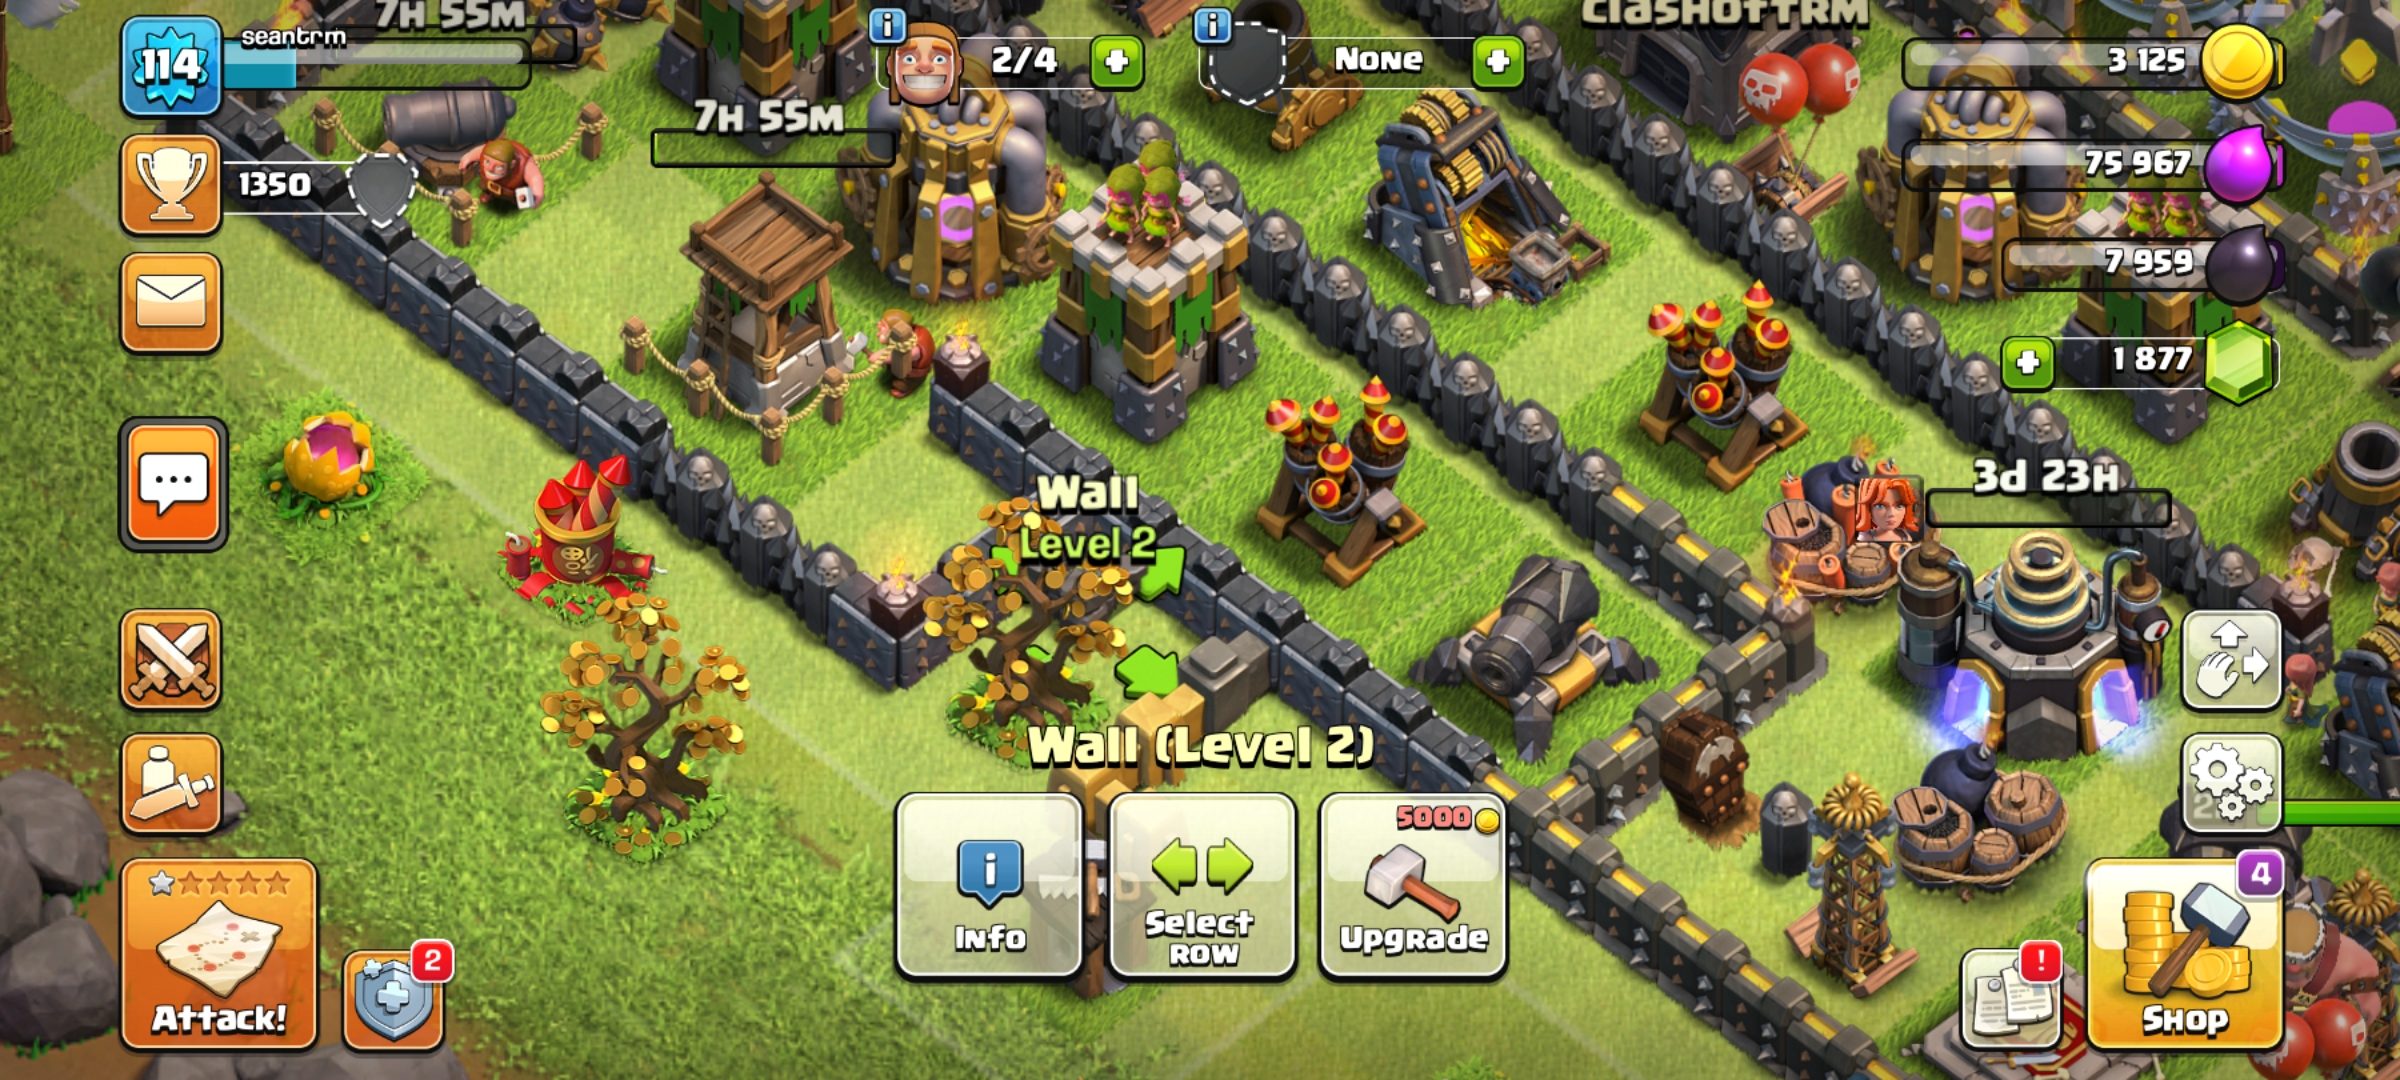 7H 55M
ClashOfTRM
114
seantrm
2/4
None
3 125
7H 55M
75 967
1350
7 959
1 877
3d 23H
Wall
Level 2
Wall (Level 2)
5000
Info
Select
Row
Upgrade
4
2
!
Attack!
Shop